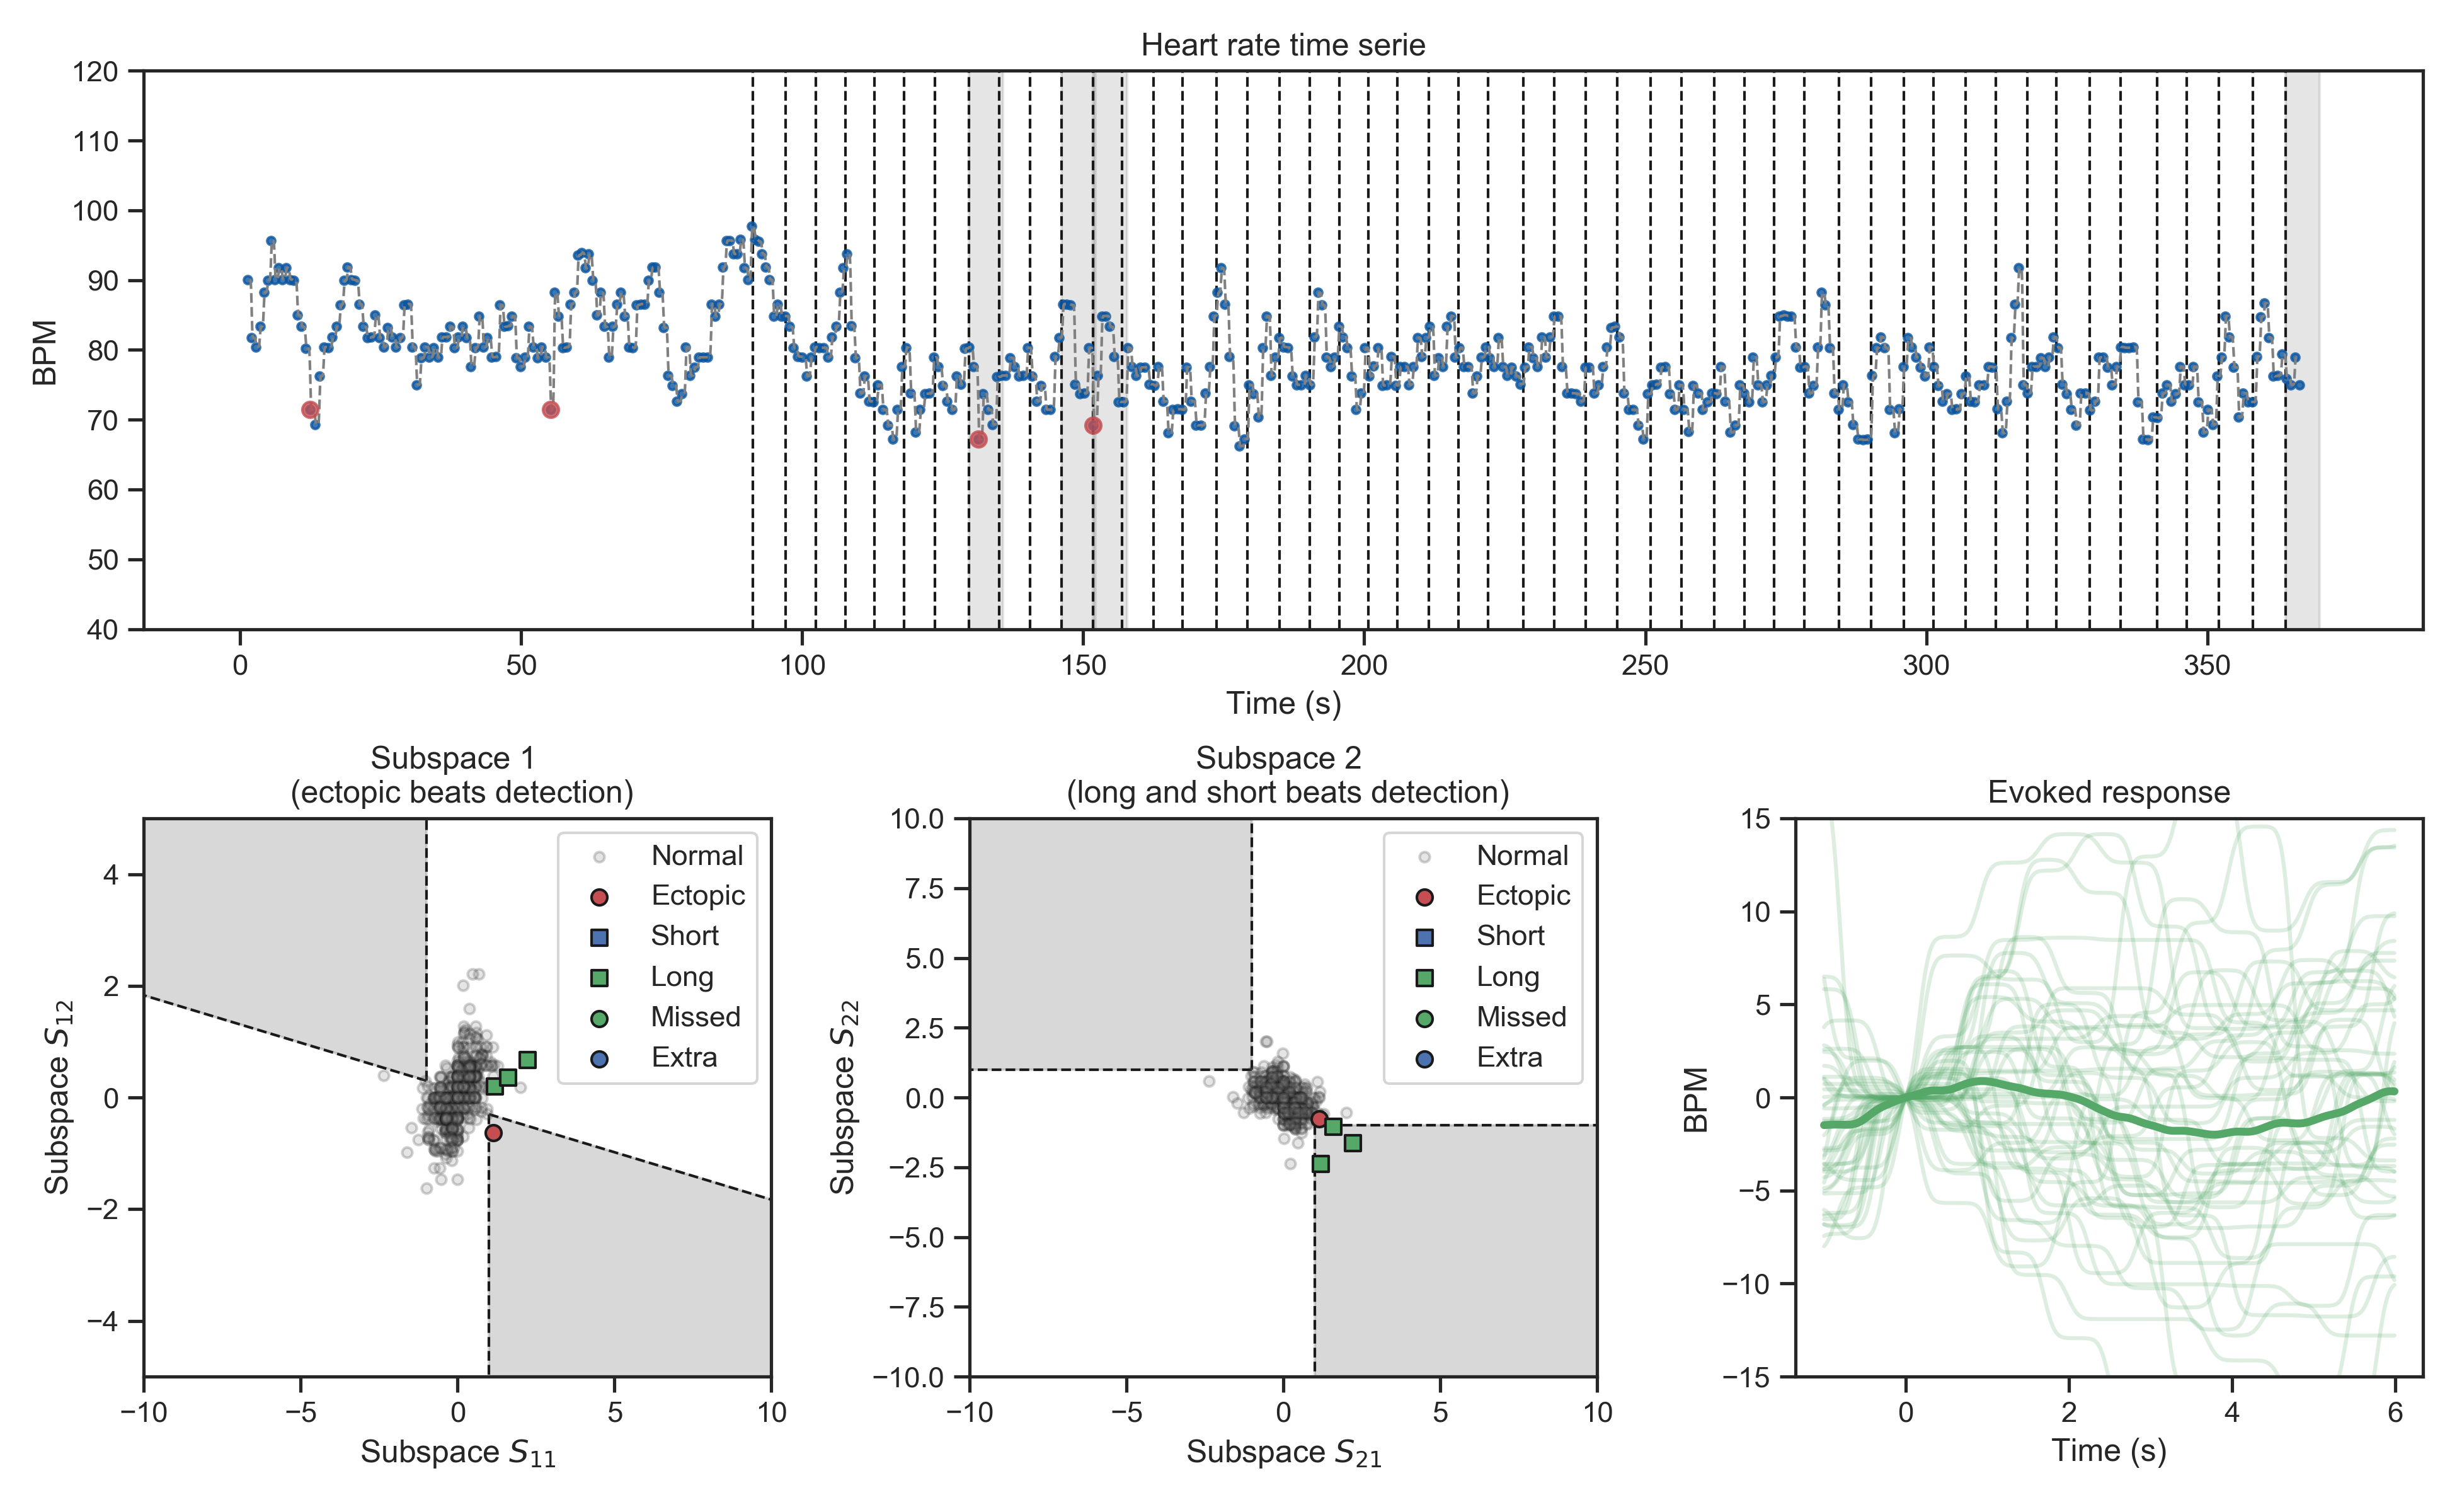 Heart rate time serie
120
110
100
90
80
70
60
50
40
BPM
0 50 100 150 200 250 300 350
Time (s)
Subspace 1
(ectopic beats detection)
4
2
0
−2
−4
Subspace S12
−10 −5 0 5 10
Subspace S11
Normal
Ectopic
Short
Long
Missed
Extra
Subspace 2
(long and short beats detection)
10.0
7.5
5.0
2.5
0.0
−2.5
−5.0
−7.5
−10.0
Subspace S22
−10 −5 0 5 10
Subspace S21
Normal
Ectopic
Short
Long
Missed
Extra
Evoked response
15
10
5
0
−5
−10
−15
BPM
0 2 4 6
Time (s)